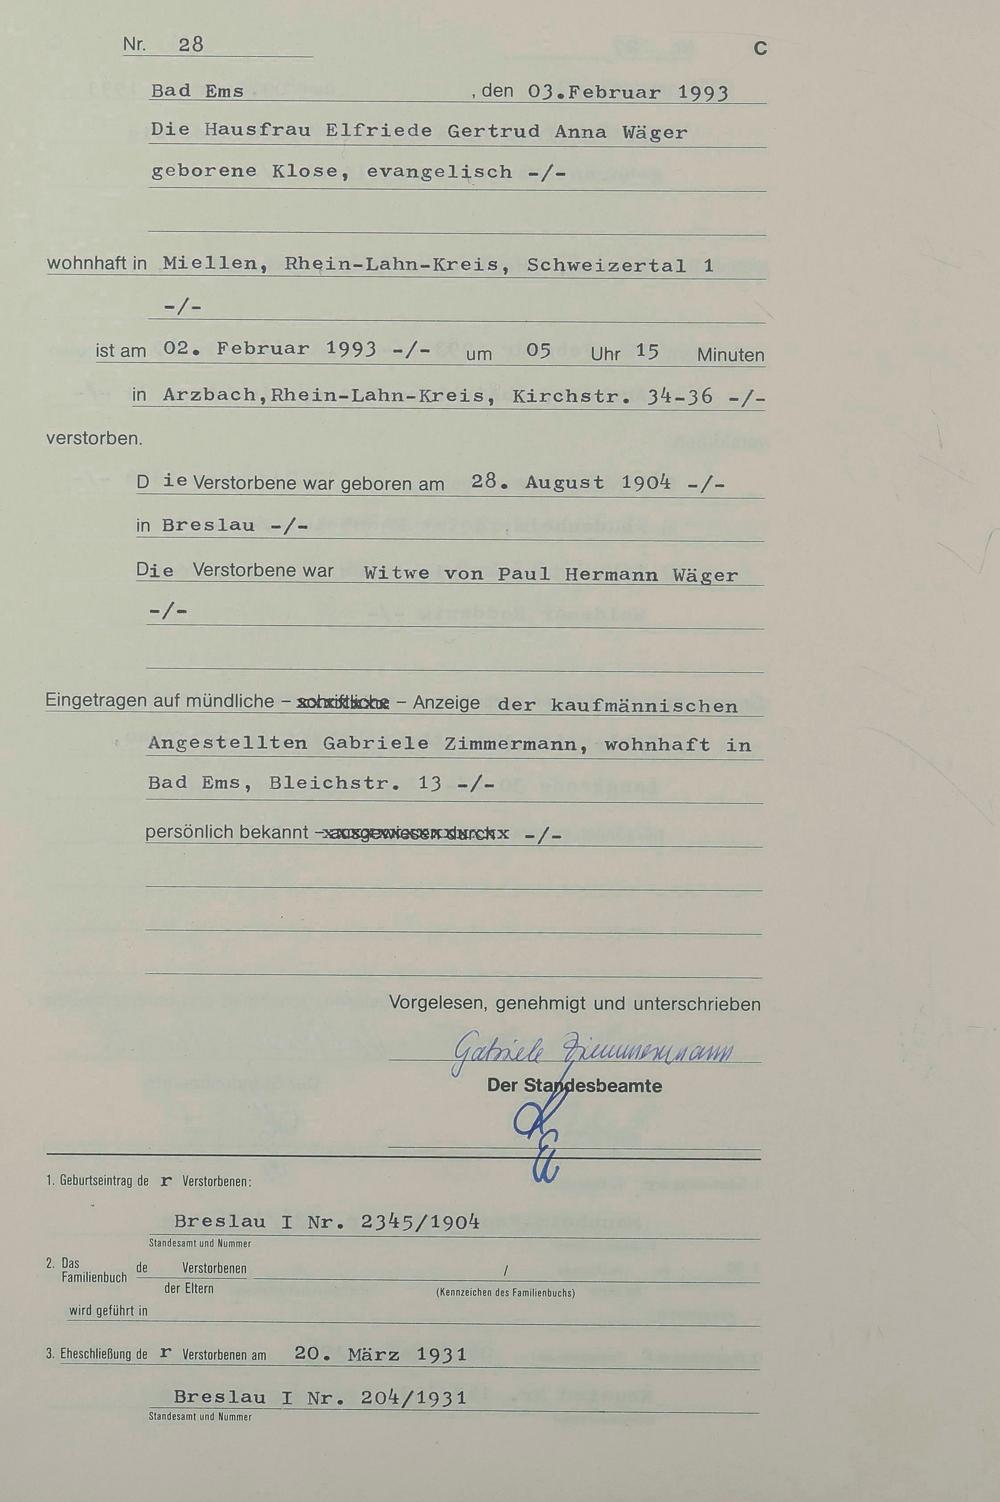 Nr. 28 C
Bad Ems , den 03.Februar 1993
Die Hausfrau Elfriede Gertrud Anna Wäger
geborene Klose, evangelisch -/-
wohnhaft in Miellen, Rhein-Lahn-Kreis, Schweizertal 1
-/-
ist am 02. Februar 1993 -/- um 05 Uhr 15 Minuten
in Arzbach,Rhein-Lahn-Kreis, Kirchstr. 34-36 -/-
verstorben.
D ie Verstorbene war geboren am 28. August 1904 -/-
in Breslau -/-
Die Verstorbene war Witwe von Paul Hermann Wäger
-/-
Eingetragen auf mündliche – schriftliche – Anzeige der kaufmännischen
Angestellten Gabriele Zimmermann, wohnhaft in
Bad Ems, Bleichstr. 13 -/-
persönlich bekannt – ausgewiesen durch -/-
Vorgelesen, genehmigt und unterschrieben
Gabriele Zimmermann
Der Standesbeamte
1. Geburtseintrag de r Verstorbenen:
Breslau I Nr. 2345/1904
Standesamt und Nummer
2. Das Familienbuch de Verstorbenen /
der Eltern (Kennzeichen des Familienbuchs)
wird geführt in
3. Eheschließung de r Verstorbenen am 20. März 1931
Breslau I Nr. 204/1931
Standesamt und Nummer